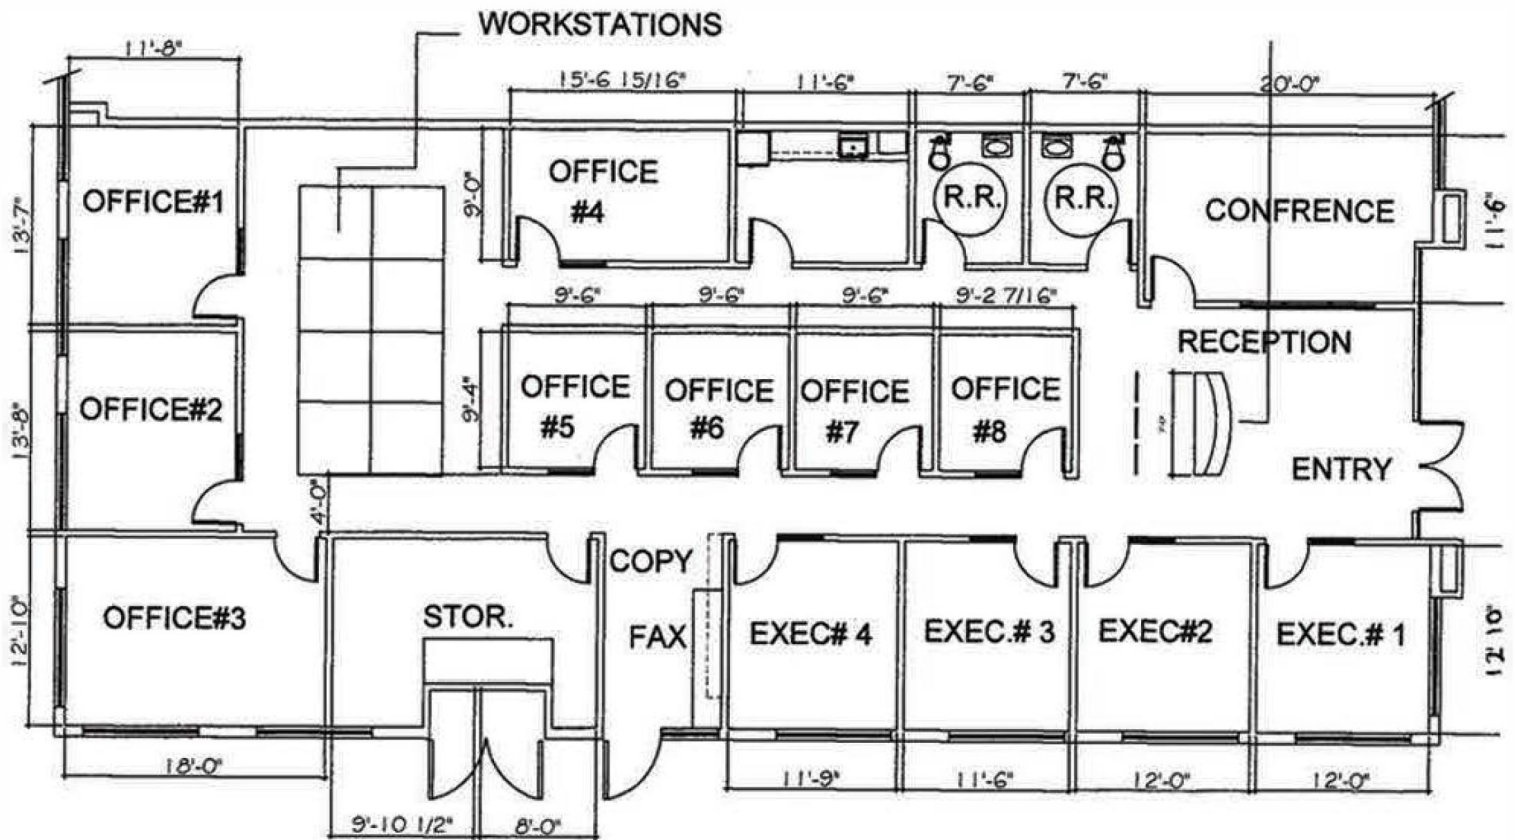 WORKSTATIONS
11'-8"
15'-6 15/16"
11'-6"
7'-6"
7'-6"
20'-0"
OFFICE#1
13'-7"
9'-0"
OFFICE
#4
R.R.
R.R.
CONFRENCE
11'-6"
9'-6"
9'-6"
9'-6"
9'-2 7/16"
RECEPTION
OFFICE#2
13'-8"
9'-4"
OFFICE
#5
OFFICE
#6
OFFICE
#7
OFFICE
#8
ENTRY
4'-0"
OFFICE#3
12'-10"
STOR.
COPY
FAX
EXEC# 4
EXEC.# 3
EXEC#2
EXEC.# 1
12' 10"
18'-0"
9'-10 1/2"
8'-0"
11'-9"
11'-6"
12'-0"
12'-0"